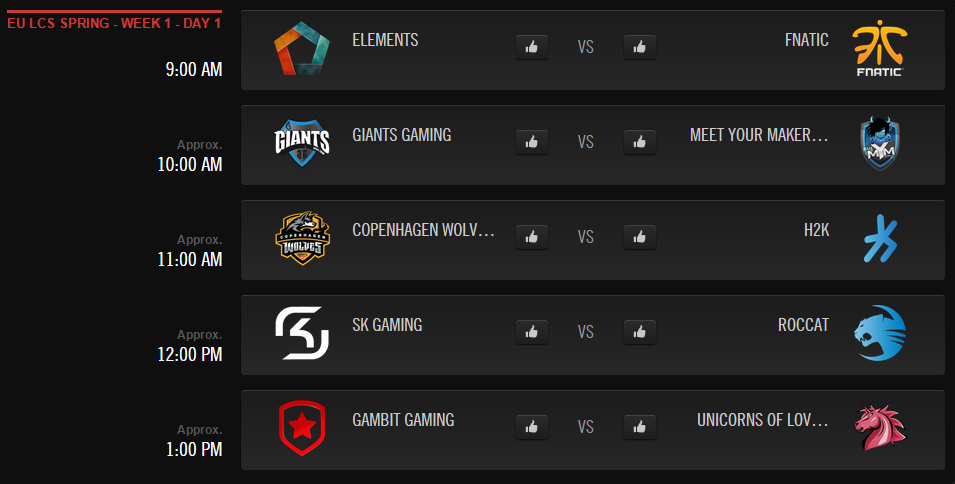 EU LCS SPRING - WEEK 1 - DAY 1
9:00 AM
ELEMENTS
VS
FNATIC
FNATIC
Approx.
10:00 AM
GIANTS
GIANTS GAMING
VS
MEET YOUR MAKER...
MYM
Approx.
11:00 AM
COPENHAGEN
WOLVES
COPENHAGEN WOLV...
VS
H2K
Approx.
12:00 PM
SK
SK GAMING
VS
ROCCAT
Approx.
1:00 PM
GAMBIT GAMING
VS
UNICORNS OF LOV...